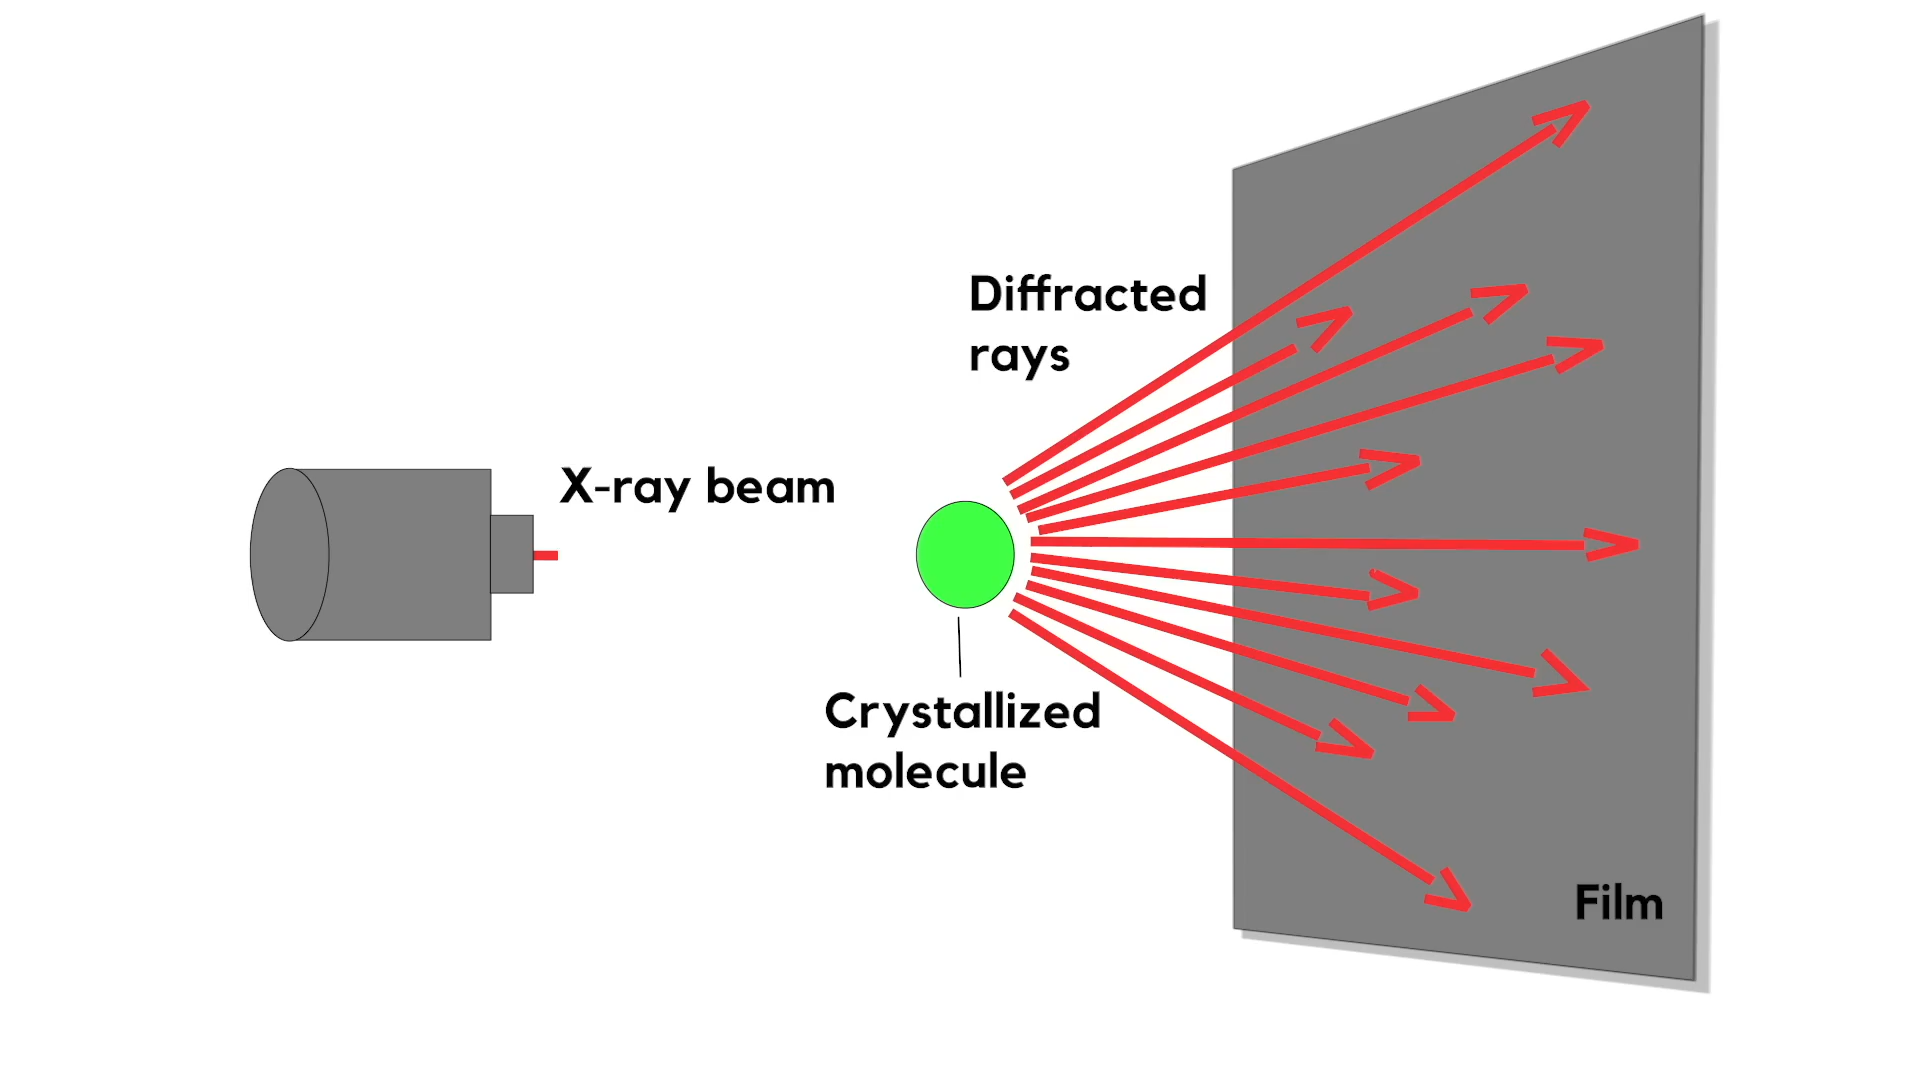 Diffracted
rays
X-ray beam
Crystallized
molecule
Film